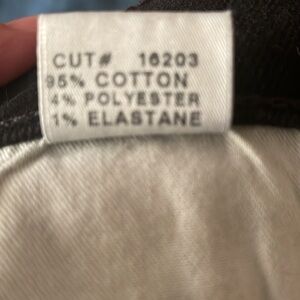 CUT# 16203
95% COTTON
4% POLYESTER
1% ELASTANE